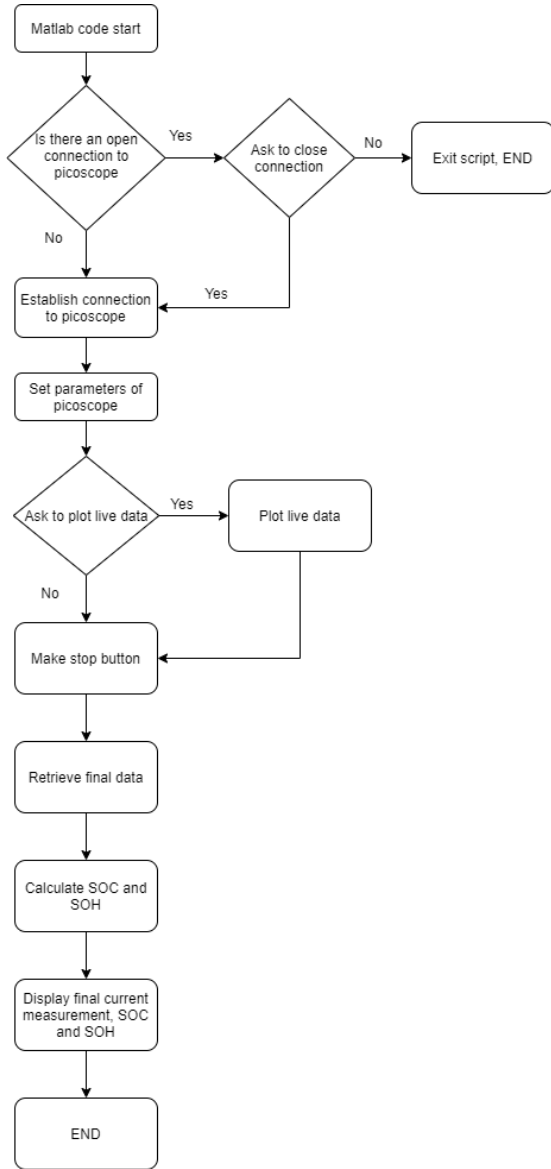 Matlab code start
Is there an open
connection to
picoscope
Yes
Ask to close
connection
No
Exit script, END
No
Yes
Establish connection
to picoscope
Set parameters of
picoscope
Ask to plot live data
Yes
Plot live data
No
Make stop button
Retrieve final data
Calculate SOC and
SOH
Display final current
measurement, SOC
and SOH
END